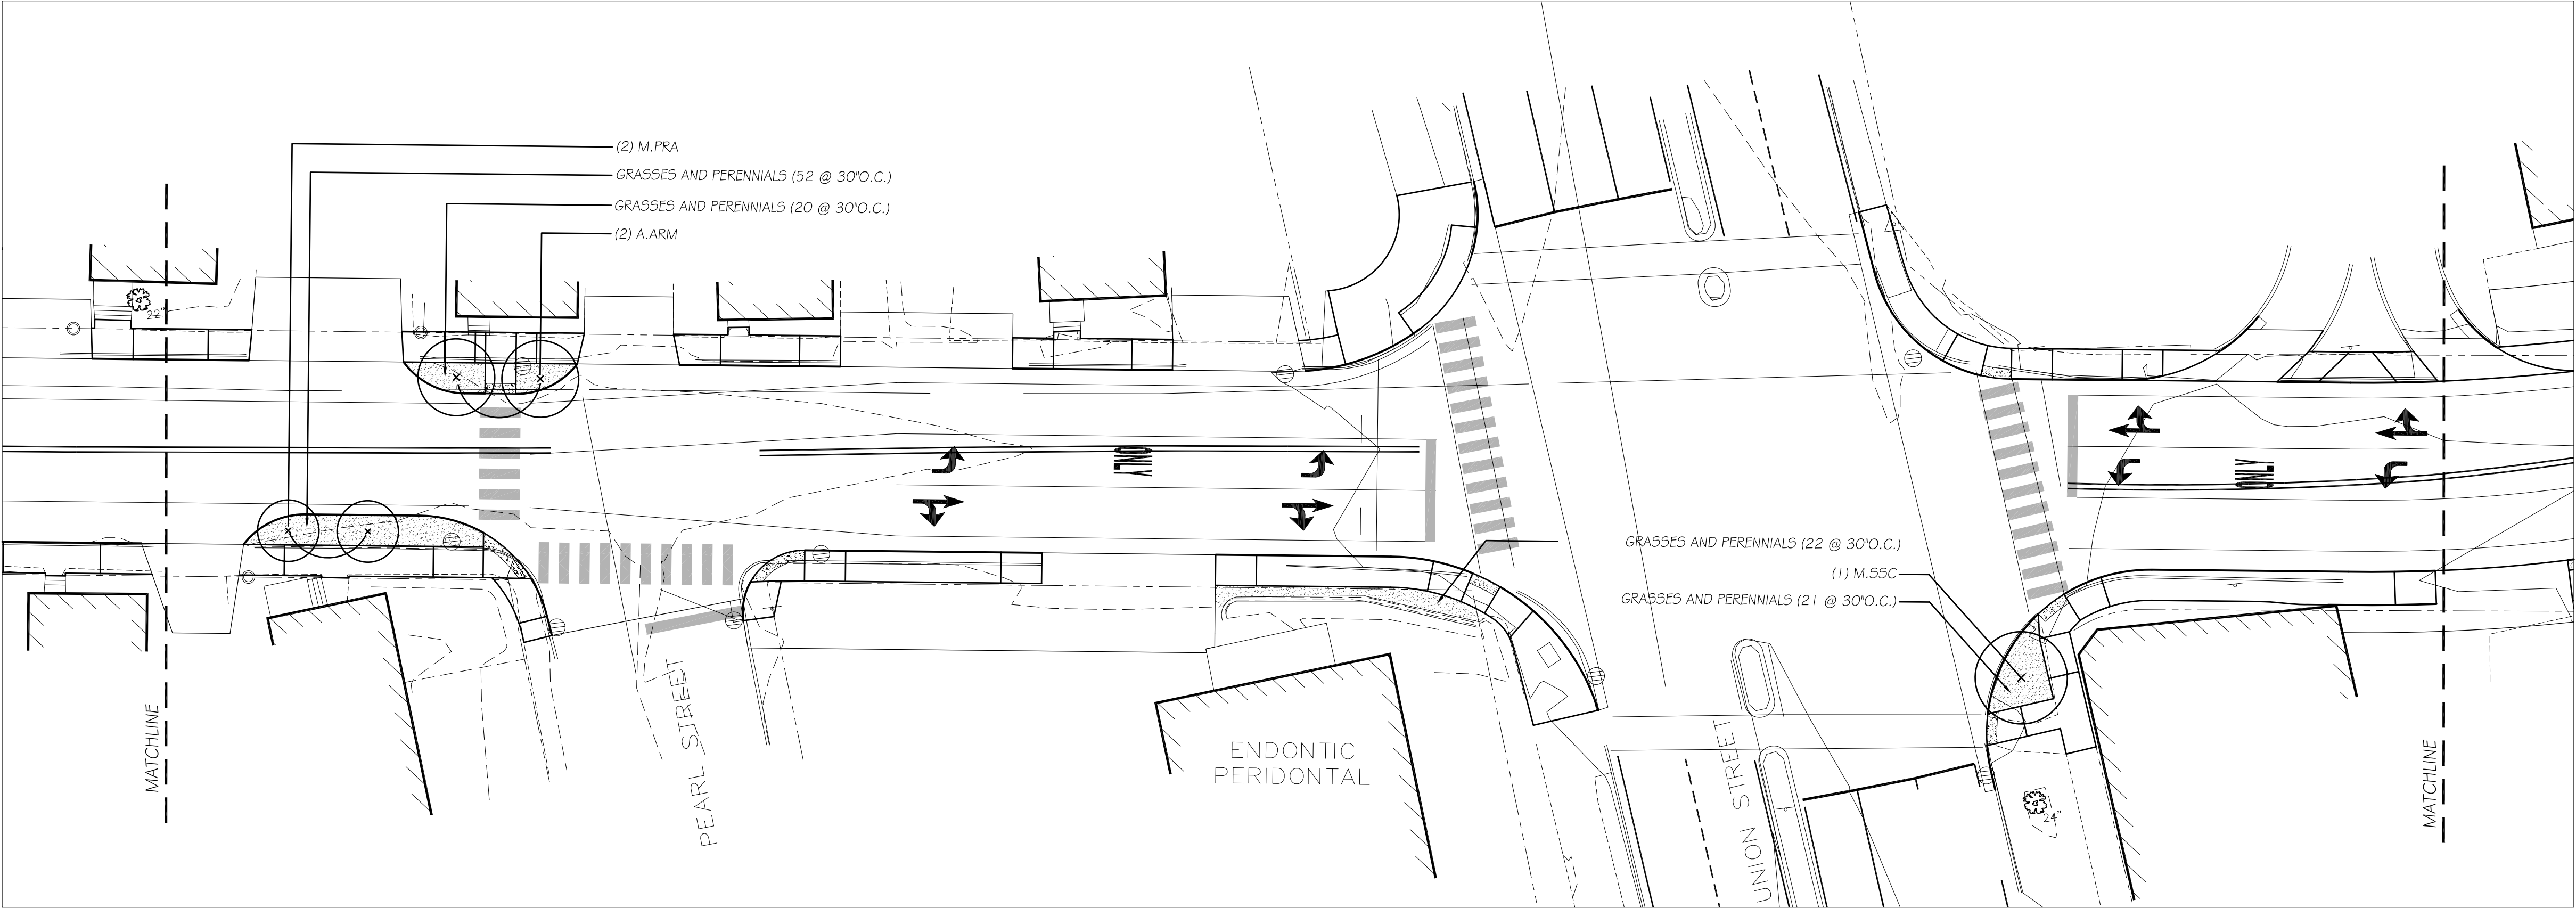 (2) M.PRA
GRASSES AND PERENNIALS (52 @ 30"O.C.)
GRASSES AND PERENNIALS (20 @ 30"O.C.)
(2) A.ARM
22"
ONLY
ONLY
GRASSES AND PERENNIALS (22 @ 30"O.C.)
(1) M.SSC
GRASSES AND PERENNIALS (21 @ 30"O.C.)
MATCHLINE
PEARL STREET
ENDONTIC
PERIDONTAL
UNION STREET
24"
MATCHLINE